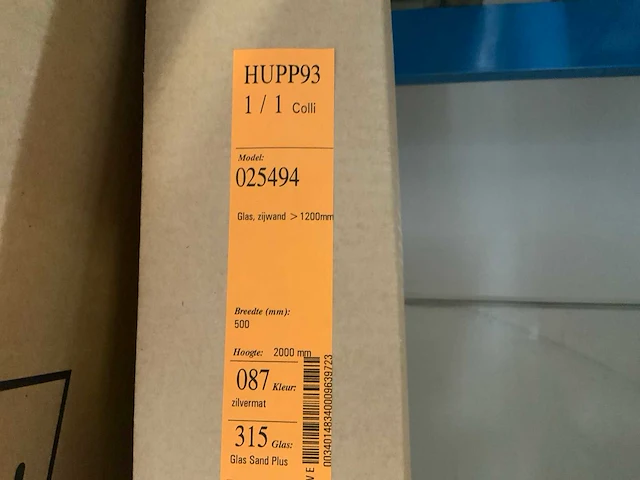 HUPP93
1 / 1 Colli
Model:
025494
Glas, zijwand > 1200mm
Breedte (mm):
500
Hoogte: 2000 mm
087 Kleur:
zilvermat
315 Glas:
Glas Sand Plus
00340148340009639723